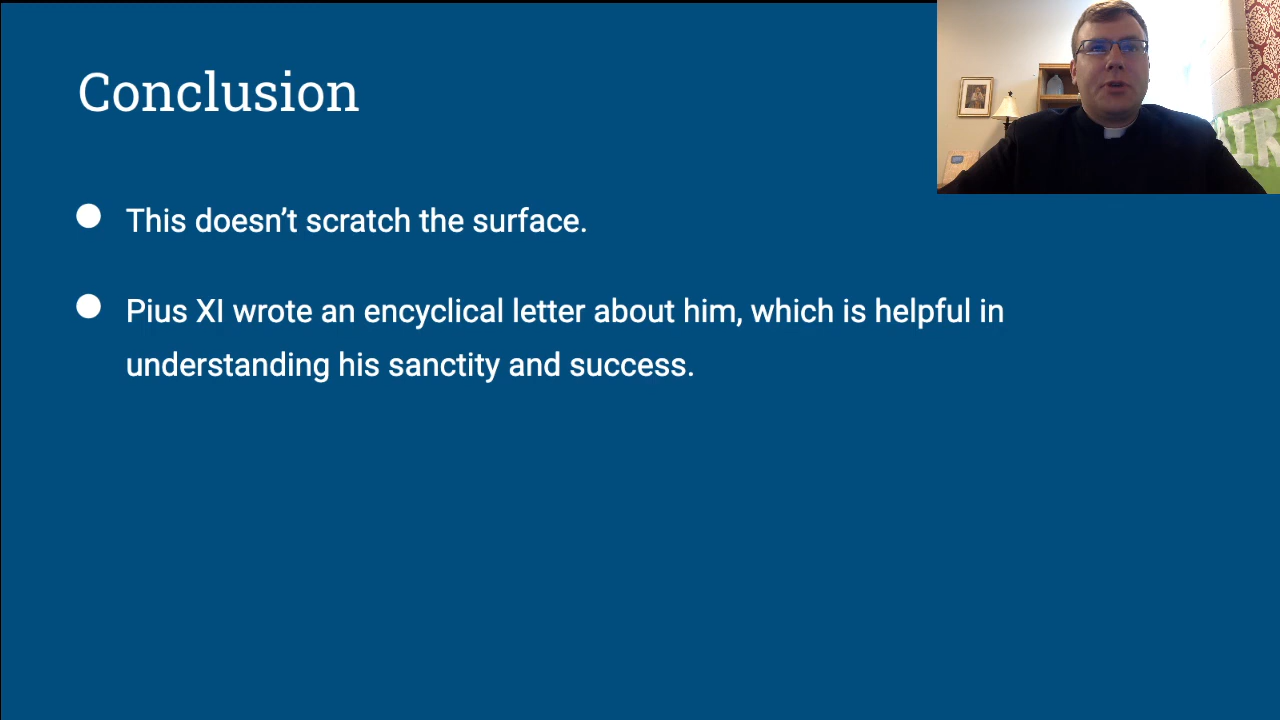 Conclusion
This doesn’t scratch the surface.
Pius XI wrote an encyclical letter about him, which is helpful in
understanding his sanctity and success.